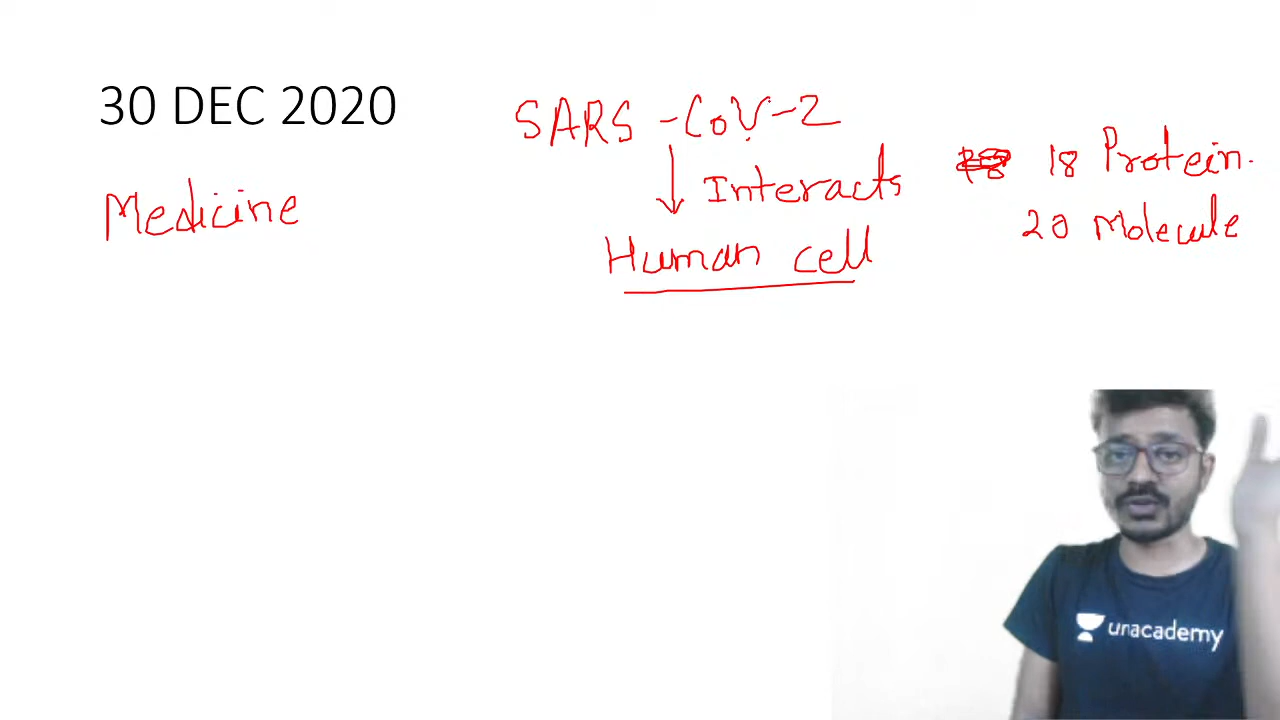 30 DEC 2020
Medicine
SARS-CoV-2
Interacts
Human cell
18 Protein.
20 Molecule
unacademy